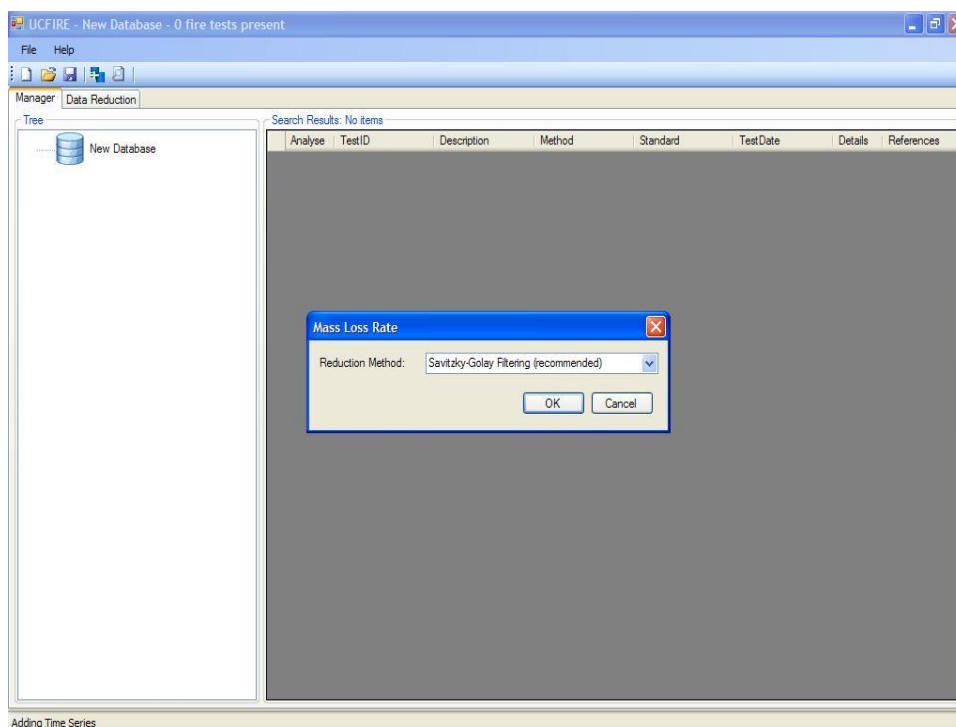 UCFIRE - New Database - 0 fire tests present
File Help
Manager Data Reduction
Tree
Search Results: No items
New Database
Analyse TestID Description Method Standard TestDate Details References
Mass Loss Rate
Reduction Method: Savitzky-Golay Filtering (recommended)
OK Cancel
Adding Time Series